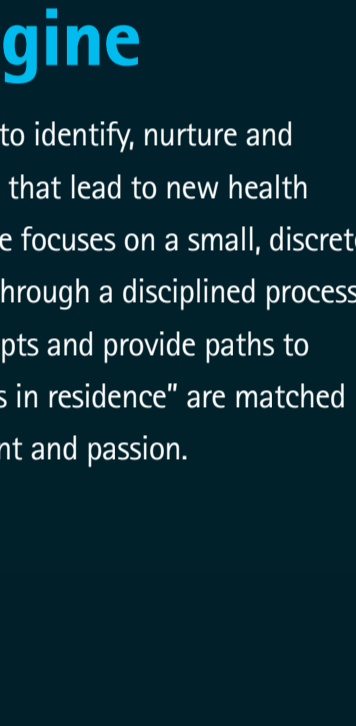 gine
to identify, nurture and
that lead to new health
e focuses on a small, discret
hrough a disciplined process
pts and provide paths to
s in residence” are matched
nt and passion.